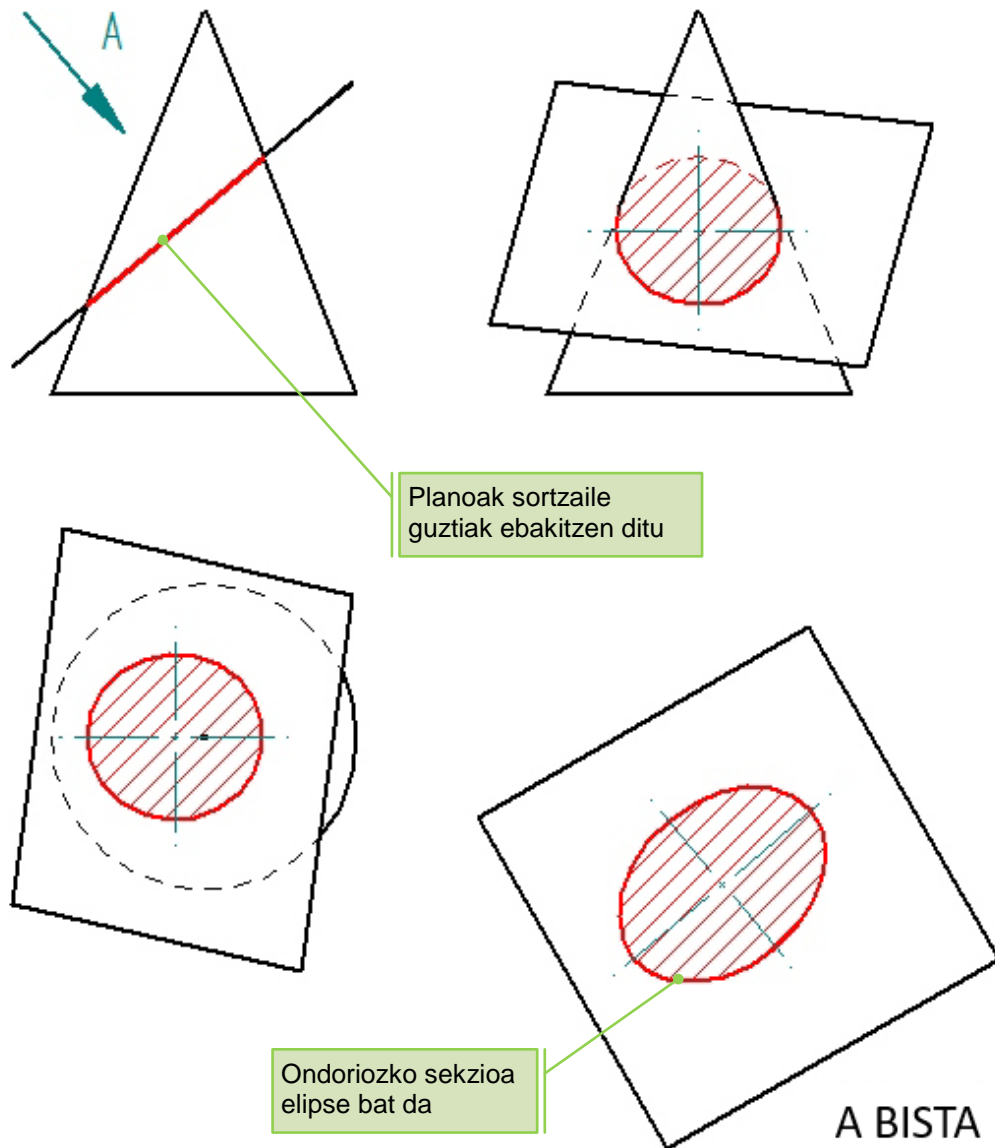 A
Planoak sortzaile
guztiak ebakitzen ditu
Ondoriozko sekzioa
elipse bat da
A BISTA